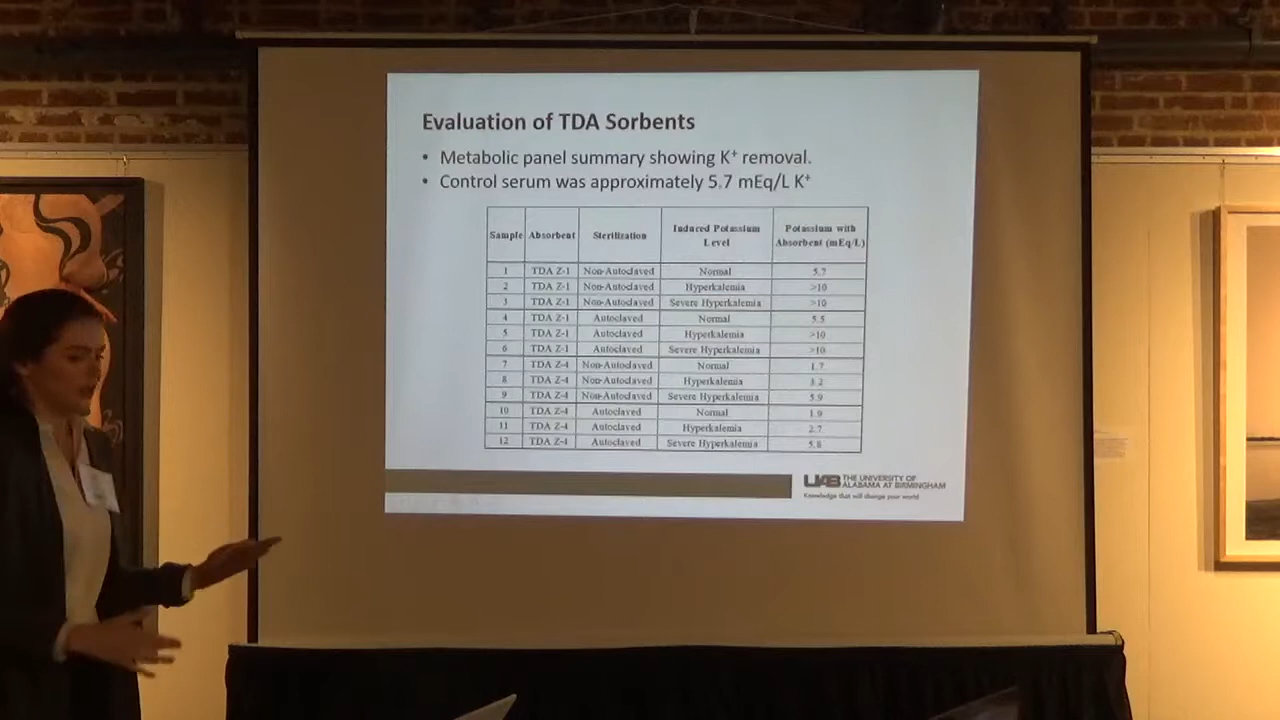 Evaluation of TDA Sorbents
• Metabolic panel summary showing K⁺ removal.
• Control serum was approximately 5.7 mEq/L K⁺
Sample Absorbent Sterilization Induced Potassium Level Potassium with Absorbent (mEq/L)
1 TDA Z-1 Non-Autoclaved Normal 5.7
2 TDA Z-1 Non-Autoclaved Hyperkalemia >10
3 TDA Z-1 Non-Autoclaved Severe Hyperkalemia >10
4 TDA Z-1 Autoclaved Normal 5.5
5 TDA Z-1 Autoclaved Hyperkalemia >10
6 TDA Z-1 Autoclaved Severe Hyperkalemia >10
7 TDA Z-4 Non-Autoclaved Normal 1.7
8 TDA Z-4 Non-Autoclaved Hyperkalemia 3.2
9 TDA Z-4 Non-Autoclaved Severe Hyperkalemia 5.9
10 TDA Z-4 Autoclaved Normal 1.9
11 TDA Z-4 Autoclaved Hyperkalemia 2.7
12 TDA Z-4 Autoclaved Severe Hyperkalemia 5.8
UAB THE UNIVERSITY OF
ALABAMA AT BIRMINGHAM
Knowledge that will change your world